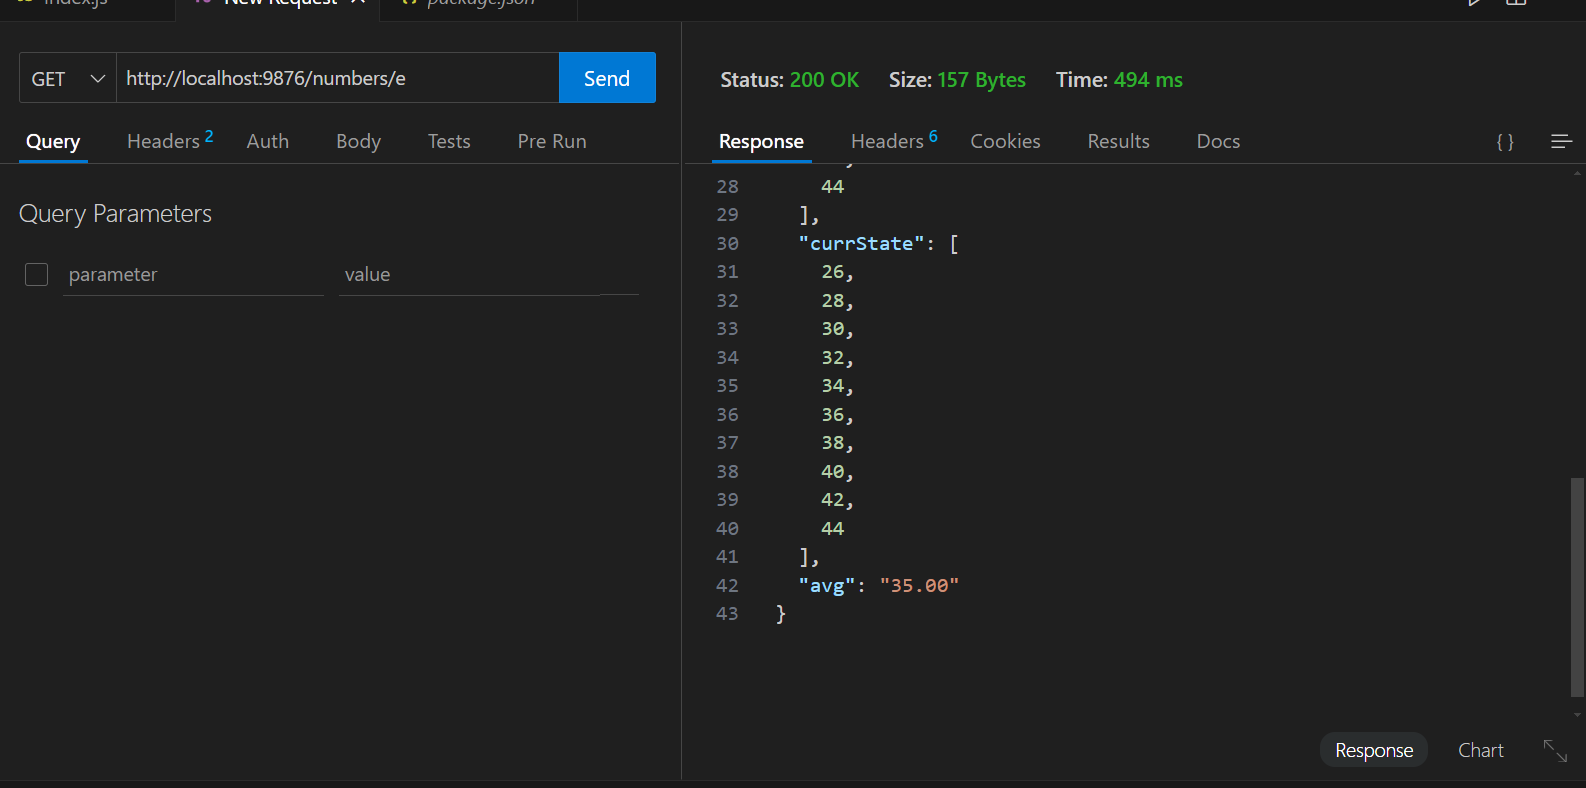 index.js New Request package.json
GET http://localhost:9876/numbers/e Send
Query Headers 2 Auth Body Tests Pre Run
Query Parameters
parameter value
Status: 200 OK Size: 157 Bytes Time: 494 ms
Response Headers 6 Cookies Results Docs { }
28 44
29 ],
30 "currState": [
31 26,
32 28,
33 30,
34 32,
35 34,
36 36,
37 38,
38 40,
39 42,
40 44
41 ],
42 "avg": "35.00"
43 }
Response Chart